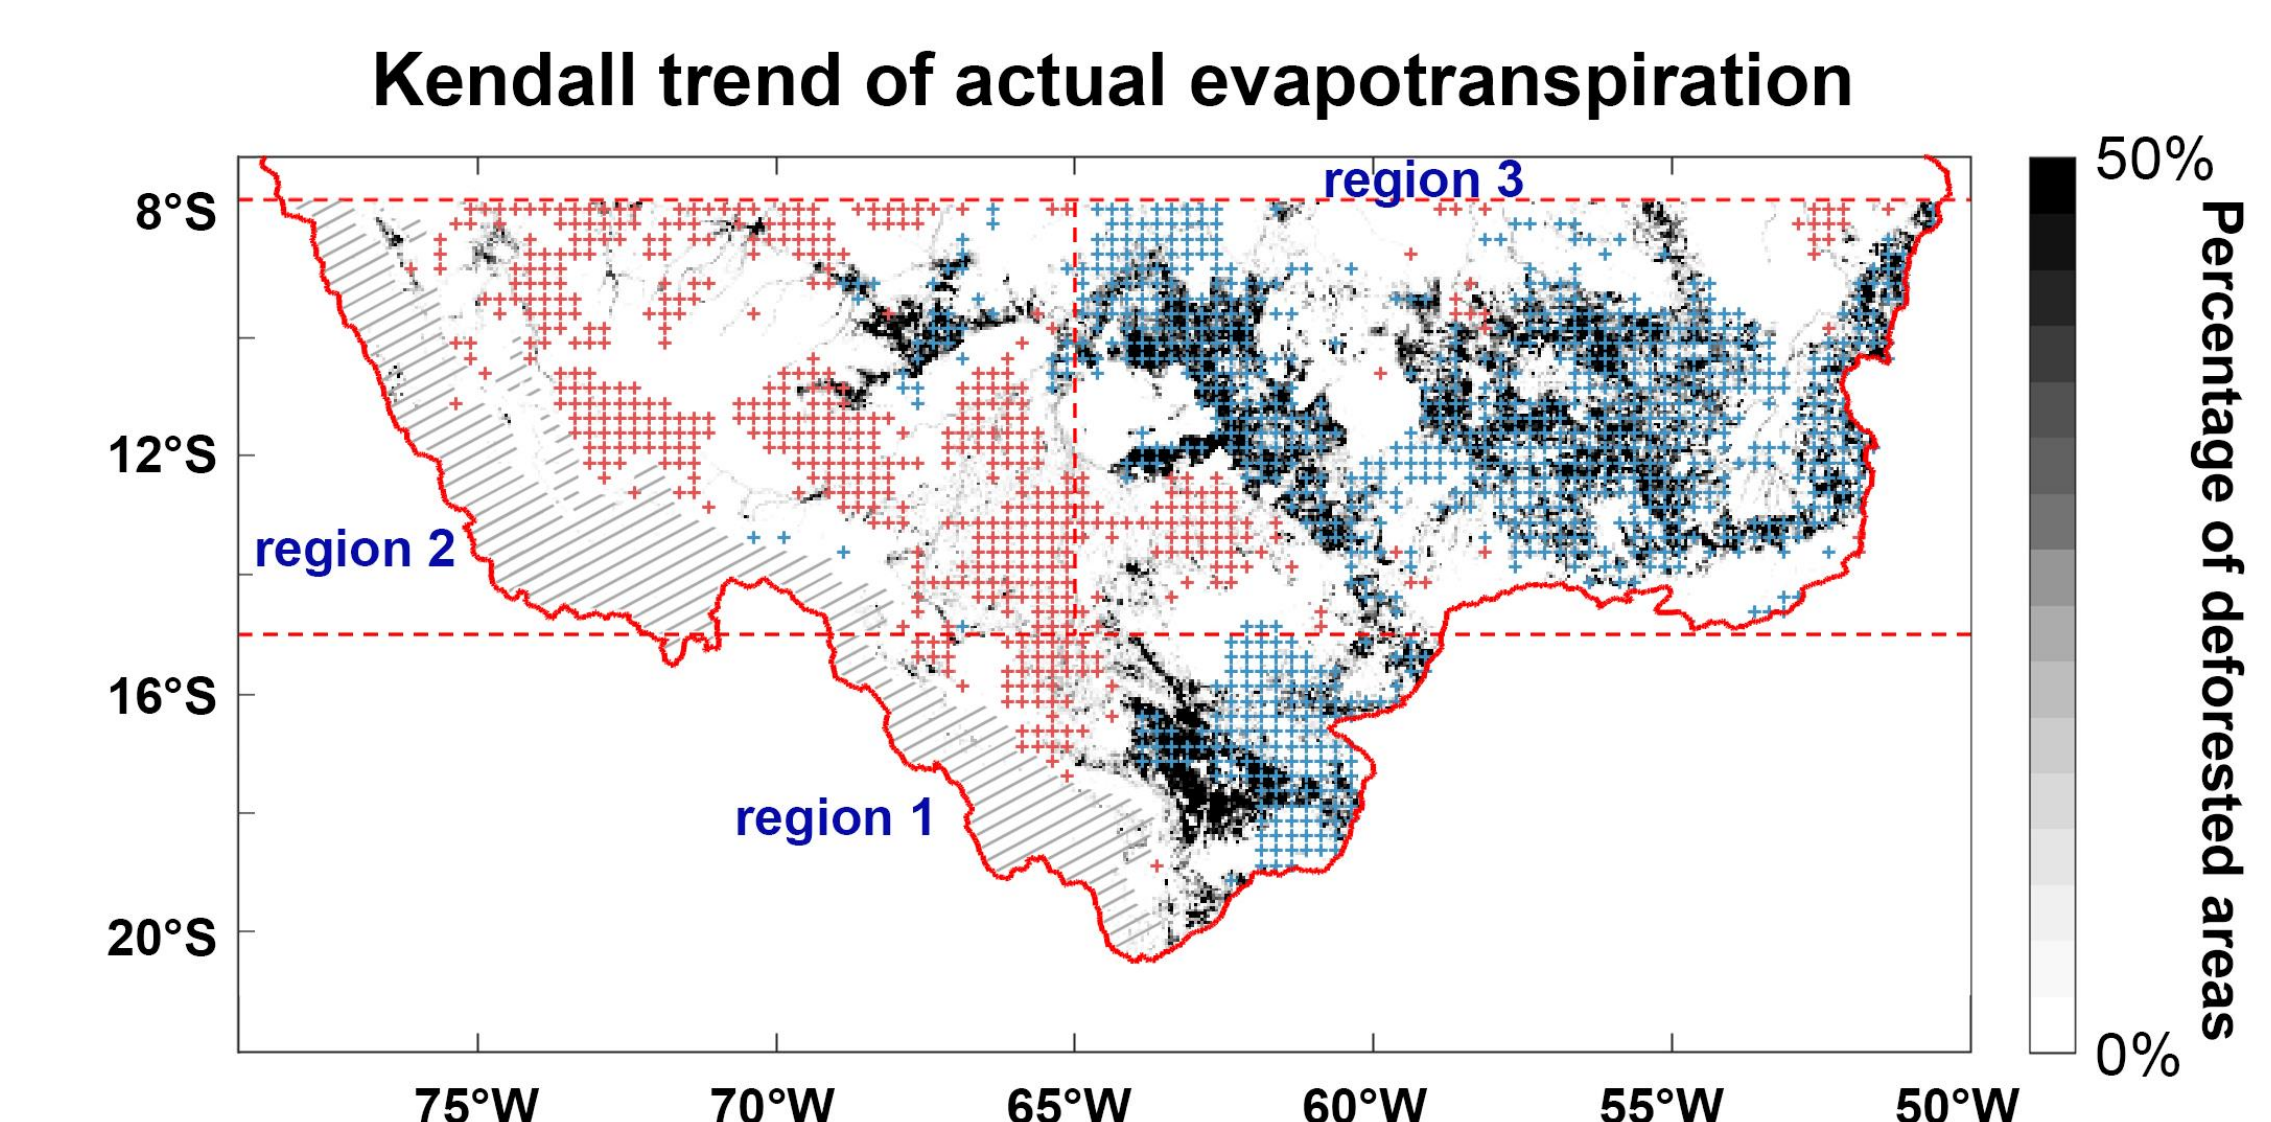 Kendall trend of actual evapotranspiration
region 3
50%
8°S
12°S
region 2
16°S
region 1
20°S
0%
Percentage of deforested areas
75°W
70°W
65°W
60°W
55°W
50°W